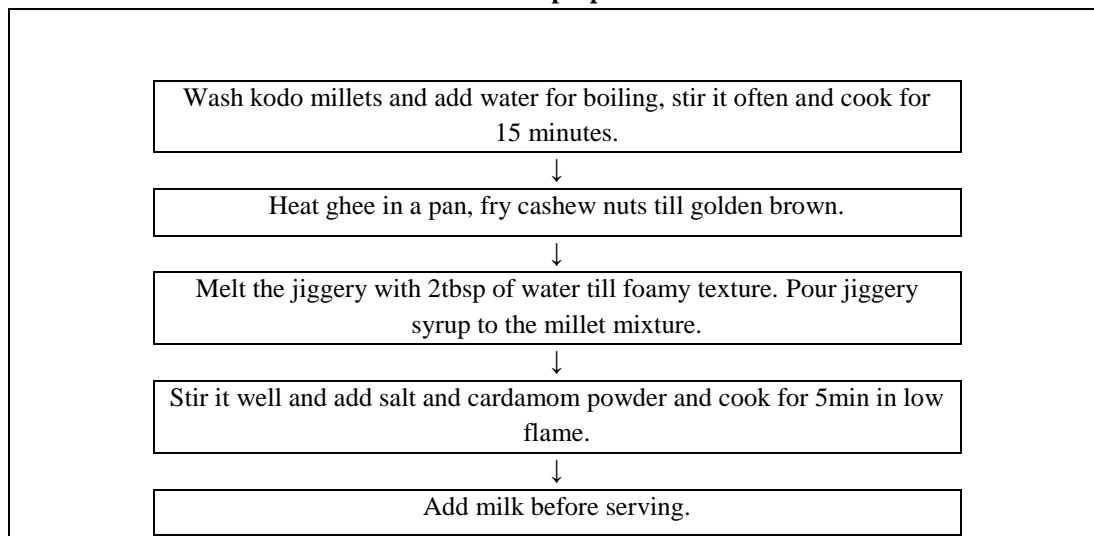 Wash kodo millets and add water for boiling, stir it often and cook for
15 minutes.
↓
Heat ghee in a pan, fry cashew nuts till golden brown.
↓
Melt the jiggery with 2tbsp of water till foamy texture. Pour jiggery
syrup to the millet mixture.
↓
Stir it well and add salt and cardamom powder and cook for 5min in low
flame.
↓
Add milk before serving.